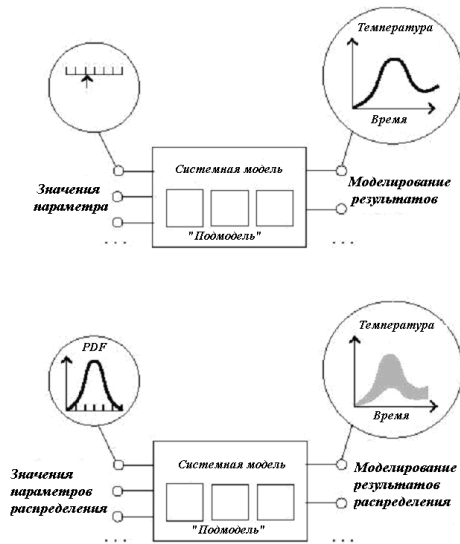 Температура
Время
Системная модель
Значения
параметра
Моделирование
результатов
"Подмодель"
. . .
. . .
PDF
Температура
Время
Системная модель
Значения
параметров
распределения
Моделирование
результатов
распределения
"Подмодель"
. . .
. . .